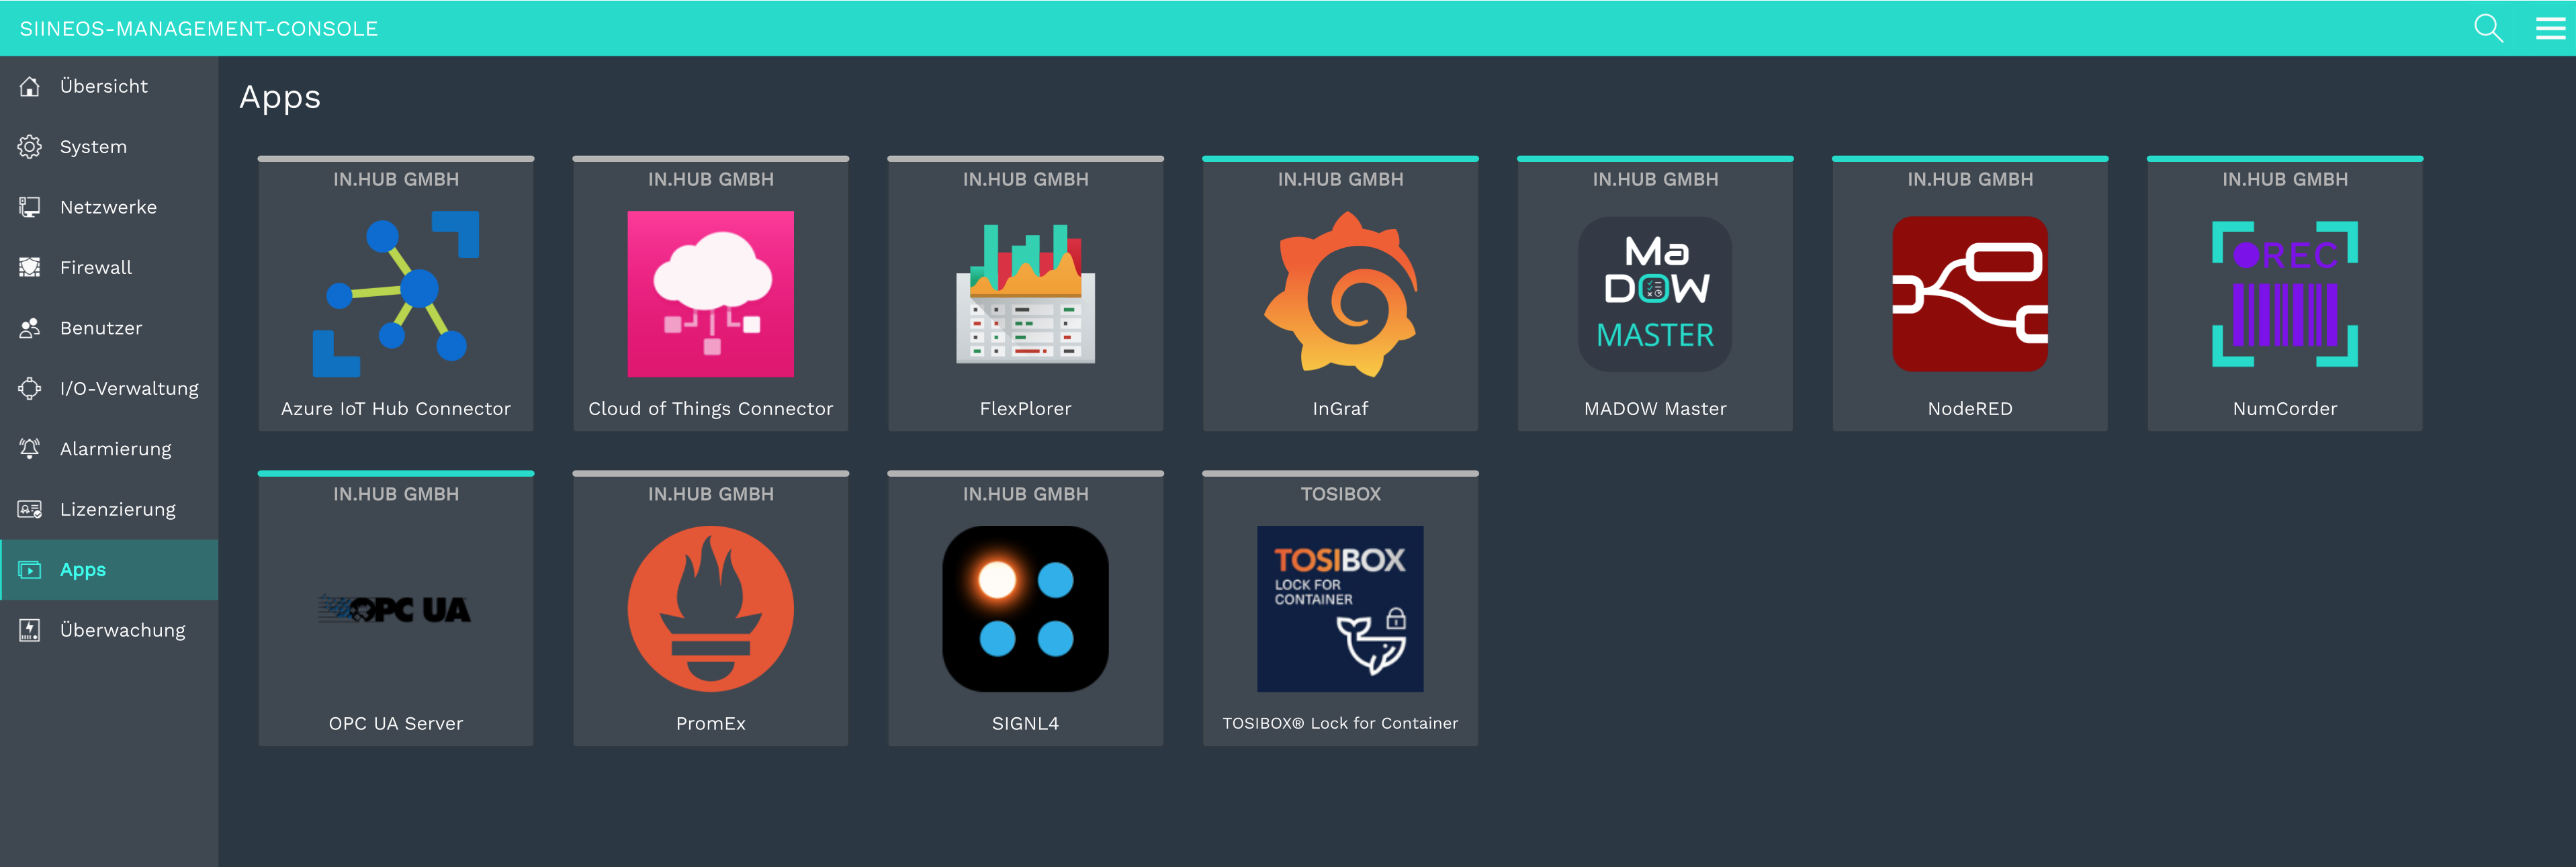 SIINEOS-MANAGEMENT-CONSOLE
Übersicht
System
Netzwerke
Firewall
Benutzer
I/O-Verwaltung
Alarmierung
Lizenzierung
Apps
Überwachung
Apps
IN.HUB GMBH
Azure IoT Hub Connector
IN.HUB GMBH
Cloud of Things Connector
IN.HUB GMBH
FlexPlorer
IN.HUB GMBH
InGraf
IN.HUB GMBH
Ma
DOW
MASTER
MADOW Master
IN.HUB GMBH
NodeRED
IN.HUB GMBH
REC
NumCorder
IN.HUB GMBH
OPC UA
OPC UA Server
IN.HUB GMBH
PromEx
IN.HUB GMBH
SIGNL4
TOSIBOX
TOSIBOX
LOCK FOR
CONTAINER
TOSIBOX® Lock for Container